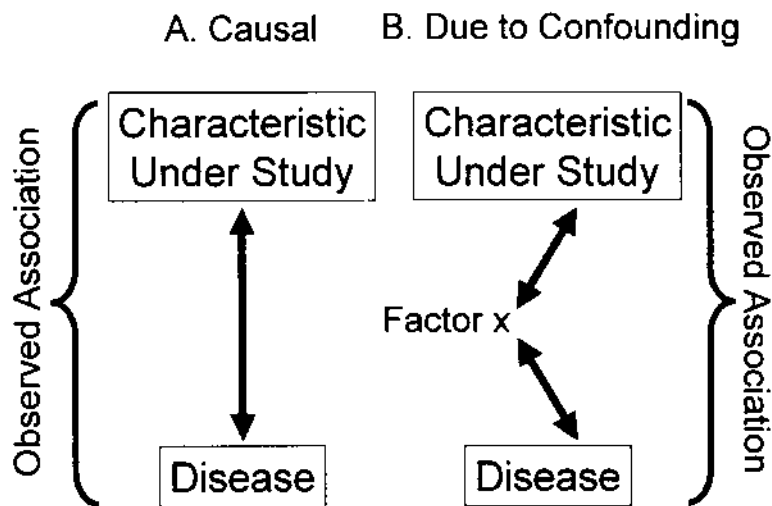 A. Causal
B. Due to Confounding
Observed Association
Characteristic
Under Study
Disease
Characteristic
Under Study
Factor x
Disease
Observed Association